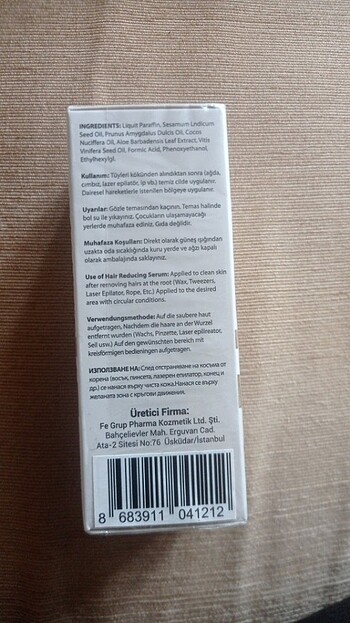 INGREDIENTS: Liquit Paraffin, Sesamum Lndicum
Seed Oil, Prunus Amygdalus Dulcis Oil, Cocos
Nuciffera Oil, Aloe Barbadensis Leaf Extract, Vitis
Vinifera Seed Oil, Formic Acid, Phenoxyethanol,
Ethylhexylgl.
Kullanım: Tüyleri kökünden alındıktan sonra (ağda,
cımbız, lazer epilatör, ip vb.) temiz cilde uygulanır.
Dairesel hareketlerle istenilen bölgeye uygulanır.
Uyarılar: Gözle temasından kaçının. Temas halinde
bol su ile yıkayınız. Çocukların ulaşamayacağı
yerlerde muhafaza ediniz. Gıda değildir.
Muhafaza Koşulları: Direkt olarak güneş ışığından
uzakta oda sıcaklığında kuru yerde ve ağzı kapalı
olarak ambalajında saklayınız.
Use of Hair Reducing Serum: Applied to clean skin
after removing hairs at the root (Wax, Tweezers,
Laser Epilator, Rope, Etc.) Applied to the desired
area with circular conditions.
Verwendungsmethode: Auf die saubere haut
aufgetragen, Nachdem die haare an der Wurzel
entfernt wurden (Wachs, Pinzette, Laser epilireator,
Seil usw.) Auf den gewünschten bereich mit
kreisförmigen bedieningen aufgetragen.
ИЗПОЛЗВАНЕ НА: След отстраняване на косъма от
корена (восък, пинсета, лазерен епилатор, конец и
др.) се нанася върху чиста кожа.Нанася се върху
желаната зона с кръгови движения.
Üretici Firma:
Fe Grup Pharma Kozmetik Ltd. Şti.
Bahçelievler Mah. Erguvan Cad.
Ata-2 Sitesi No:76 Üsküdar/İstanbul
8 683911 041212